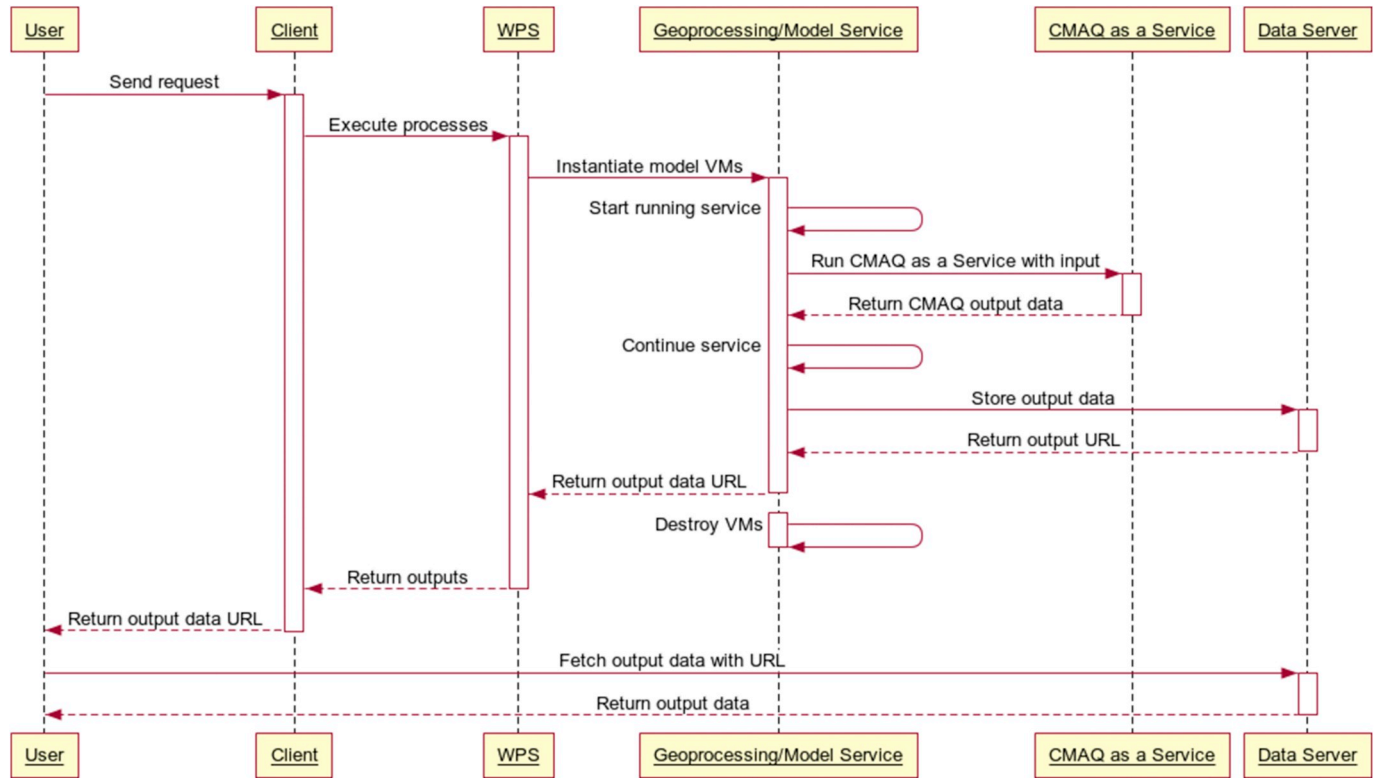 User
Client
WPS
Geoprocessing/Model Service
CMAQ as a Service
Data Server
Send request
Execute processes
Instantiate model VMs
Start running service
Run CMAQ as a Service with input
Return CMAQ output data
Continue service
Store output data
Return output URL
Return output data URL
Destroy VMs
Return outputs
Return output data URL
Fetch output data with URL
Return output data
User
Client
WPS
Geoprocessing/Model Service
CMAQ as a Service
Data Server